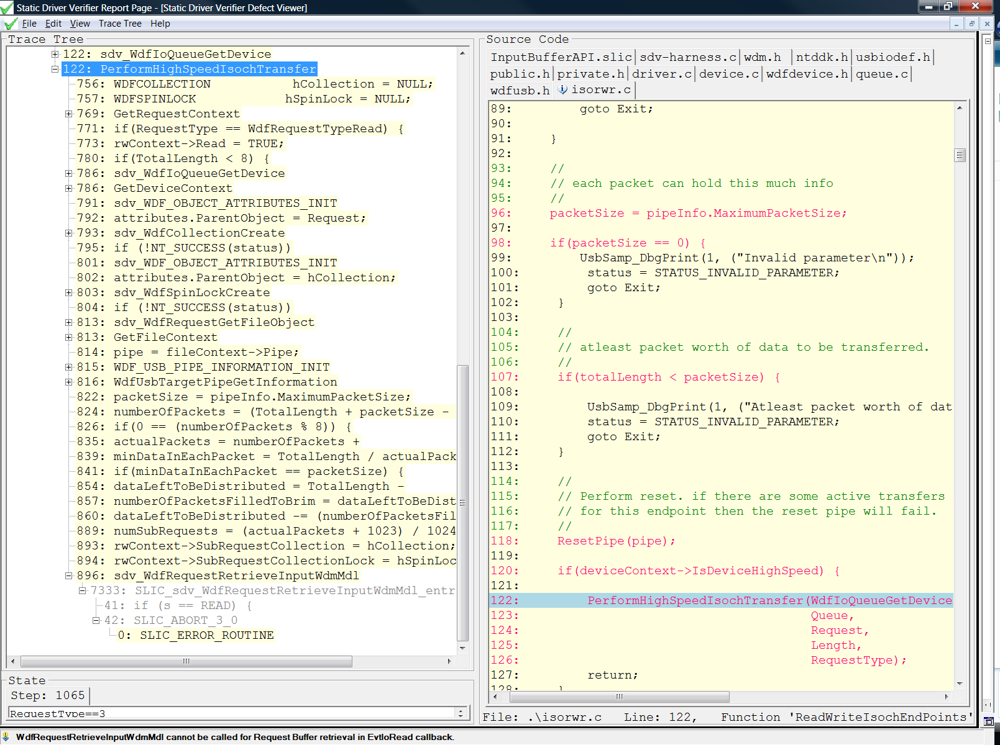 Static Driver Verifier Report Page - [Static Driver Verifier Defect Viewer]
File Edit View Trace Tree Help
Trace Tree
122: sdv_WdfIoQueueGetDevice
122: PerformHighSpeedIsochTransfer
756: WDFCOLLECTION hCollection = NULL;
757: WDFSPINLOCK hSpinLock = NULL;
769: GetRequestContext
771: if(RequestType == WdfRequestTypeRead) {
773: rwContext->Read = TRUE;
780: if(TotalLength < 8) {
786: sdv_WdfIoQueueGetDevice
786: GetDeviceContext
791: sdv_WDF_OBJECT_ATTRIBUTES_INIT
792: attributes.ParentObject = Request;
793: sdv_WdfCollectionCreate
795: if (!NT_SUCCESS(status))
801: sdv_WDF_OBJECT_ATTRIBUTES_INIT
802: attributes.ParentObject = hCollection;
803: sdv_WdfSpinLockCreate
804: if (!NT_SUCCESS(status))
813: sdv_WdfRequestGetFileObject
813: GetFileContext
814: pipe = fileContext->Pipe;
815: WDF_USB_PIPE_INFORMATION_INIT
816: WdfUsbTargetPipeGetInformation
822: packetSize = pipeInfo.MaximumPacketSize;
824: numberOfPackets = (TotalLength + packetSize -
826: if(0 == (numberOfPackets % 8)) {
835: actualPackets = numberOfPackets +
839: minDataInEachPacket = TotalLength / actualPack
841: if(minDataInEachPacket == packetSize) {
854: dataLeftToBeDistributed = TotalLength -
857: numberOfPacketsFilledToBrim = dataLeftToBeDist
860: dataLeftToBeDistributed -= (numberOfPacketsFil
889: numSubRequests = (actualPackets + 1023) / 1024
893: rwContext->SubRequestCollection = hCollection;
894: rwContext->SubRequestCollectionLock = hSpinLoc
896: sdv_WdfRequestRetrieveInputWdmMdl
7333: SLIC_sdv_WdfRequestRetrieveInputWdmMdl_entr
41: if (s == READ) {
42: SLIC_ABORT_3_0
0: SLIC_ERROR_ROUTINE
State
Step: 1065
RequestType==3
Source Code
InputBufferAPI.slic sdv-harness.c wdm.h ntddk.h usbiodef.h
public.h private.h driver.c device.c wdfdevice.h queue.c
wdfusb.h isorwr.c
89: goto Exit;
90:
91: }
92:
93: //
94: // each packet can hold this much info
95: //
96: packetSize = pipeInfo.MaximumPacketSize;
97:
98: if(packetSize == 0) {
99: UsbSamp_DbgPrint(1, ("Invalid parameter\n"));
100: status = STATUS_INVALID_PARAMETER;
101: goto Exit;
102: }
103:
104: //
105: // atleast packet worth of data to be transferred.
106: //
107: if(totalLength < packetSize) {
108:
109: UsbSamp_DbgPrint(1, ("Atleast packet worth of dat
110: status = STATUS_INVALID_PARAMETER;
111: goto Exit;
112: }
113:
114: //
115: // Perform reset. if there are some active transfers
116: // for this endpoint then the reset pipe will fail.
117: //
118: ResetPipe(pipe);
119:
120: if(deviceContext->IsDeviceHighSpeed) {
121:
122: PerformHighSpeedIsochTransfer(WdfIoQueueGetDevice
123: Queue,
124: Request,
125: Length,
126: RequestType);
127: return;
128: }
File: .\isorwr.c Line: 122, Function 'ReadWriteIsochEndPoints'
WdfRequestRetrieveInputWdmMdl cannot be called for Request Buffer retrieval in EvtIoRead callback.